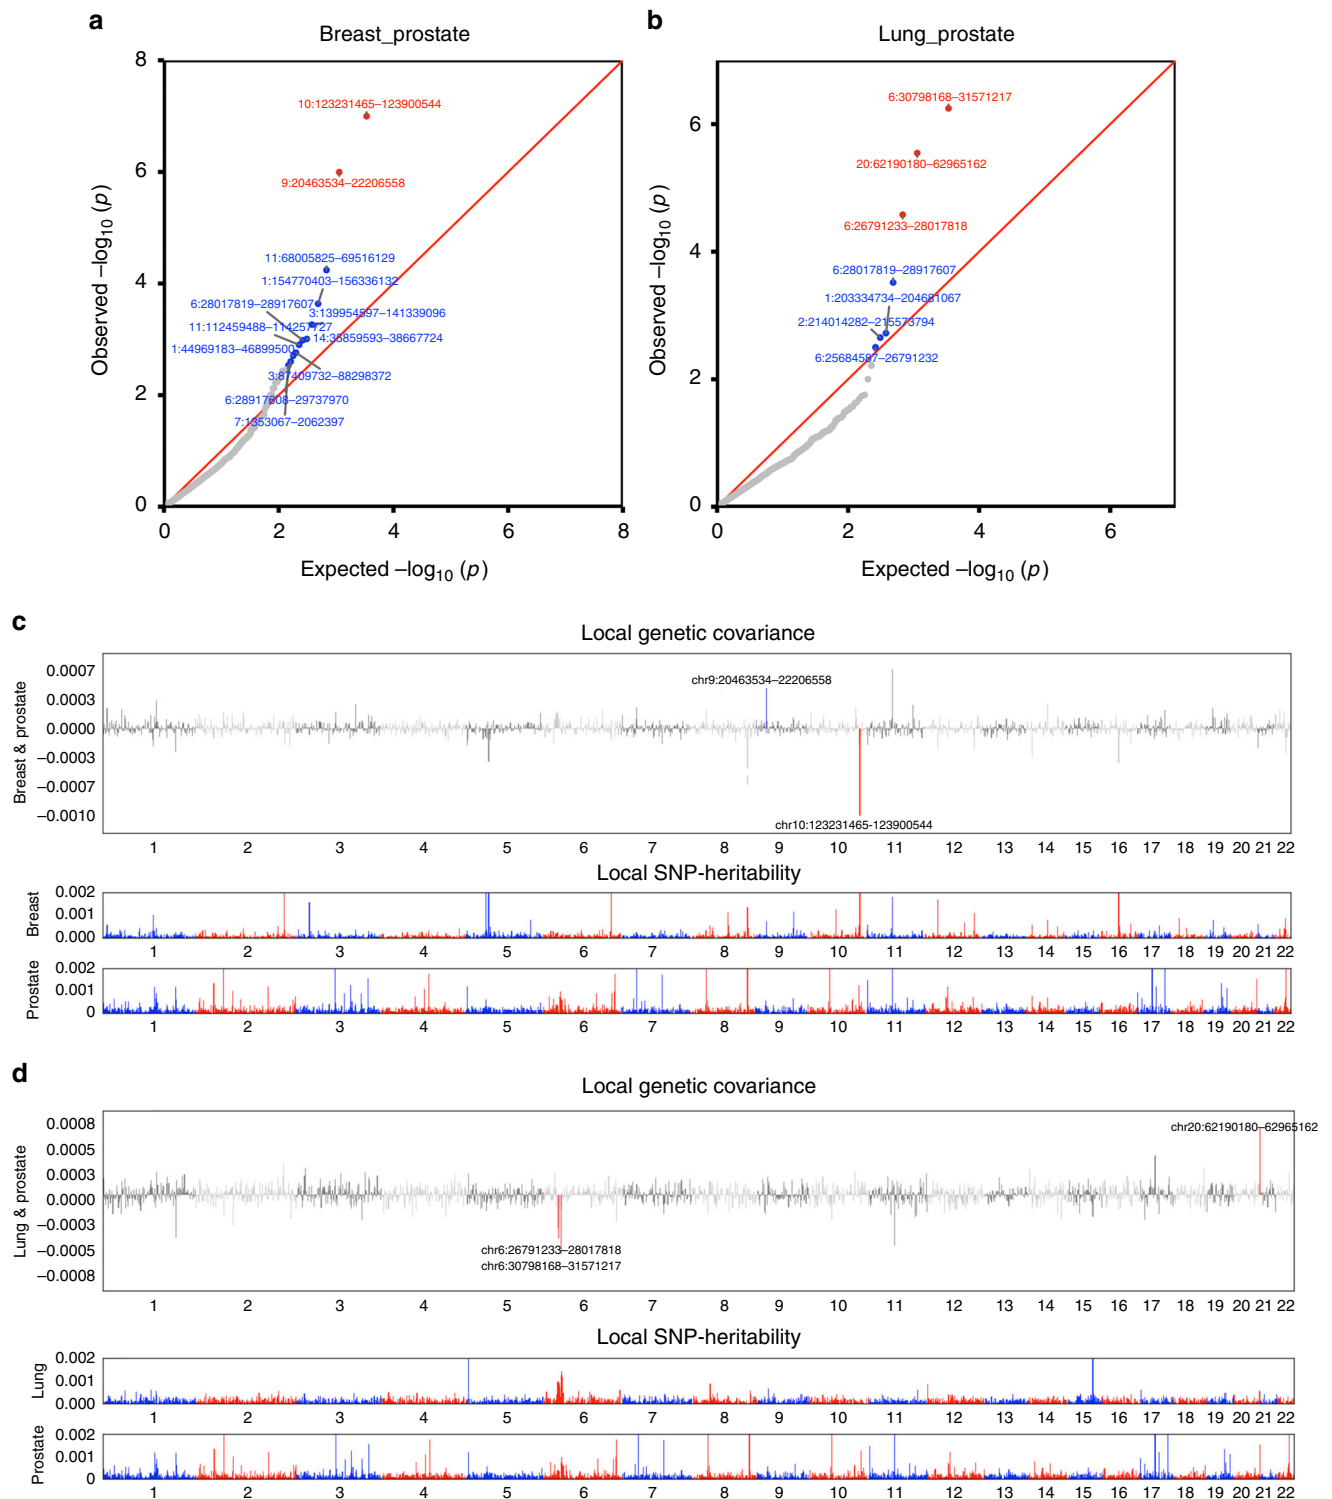 a
Breast_prostate
8
6
4
2
0
0 2 4 6 8
Observed –log10 (p)
Expected –log10 (p)
10:123231465–123900544
9:20463534–22206558
11:68005825–69516129
1:154770403–156336132
6:28017819–28917607
3:139954597–141339096
11:112459488–114257727
14:35859593–38667724
1:44969183–46899500
3:87409732–88298372
6:28917608–29737970
7:1353067–2062397
b
Lung_prostate
6
4
2
0
0 2 4 6
Observed –log10 (p)
Expected –log10 (p)
6:30798168–31571217
20:62190180–62965162
6:26791233–28017818
6:28017819–28917607
1:203334734–204681067
2:214014282–215573794
6:25684587–26791232
c
Local genetic covariance
Breast & prostate
0.0007
0.0003
0.0000
–0.0003
–0.0007
–0.0010
chr9:20463534–22206558
chr10:123231465-123900544
1 2 3 4 5 6 7 8 9 10 11 12 13 14 15 16 17 18 19 20 21 22
Local SNP-heritability
Breast
0.002
0.001
0.000
1 2 3 4 5 6 7 8 9 10 11 12 13 14 15 16 17 18 19 20 21 22
Prostate
0.002
0.001
0
1 2 3 4 5 6 7 8 9 10 11 12 13 14 15 16 17 18 19 20 21 22
d
Local genetic covariance
Lung & prostate
0.0008
0.0005
0.0003
0.0000
–0.0003
–0.0005
–0.0008
chr20:62190180–62965162
chr6:26791233–28017818
chr6:30798168–31571217
1 2 3 4 5 6 7 8 9 10 11 12 13 14 15 16 17 18 19 20 21 22
Local SNP-heritability
Lung
0.002
0.001
0.000
1 2 3 4 5 6 7 8 9 10 11 12 13 14 15 16 17 18 19 20 21 22
Prostate
0.002
0.001
0
1 2 3 4 5 6 7 8 9 10 11 12 13 14 15 16 17 18 19 20 21 22